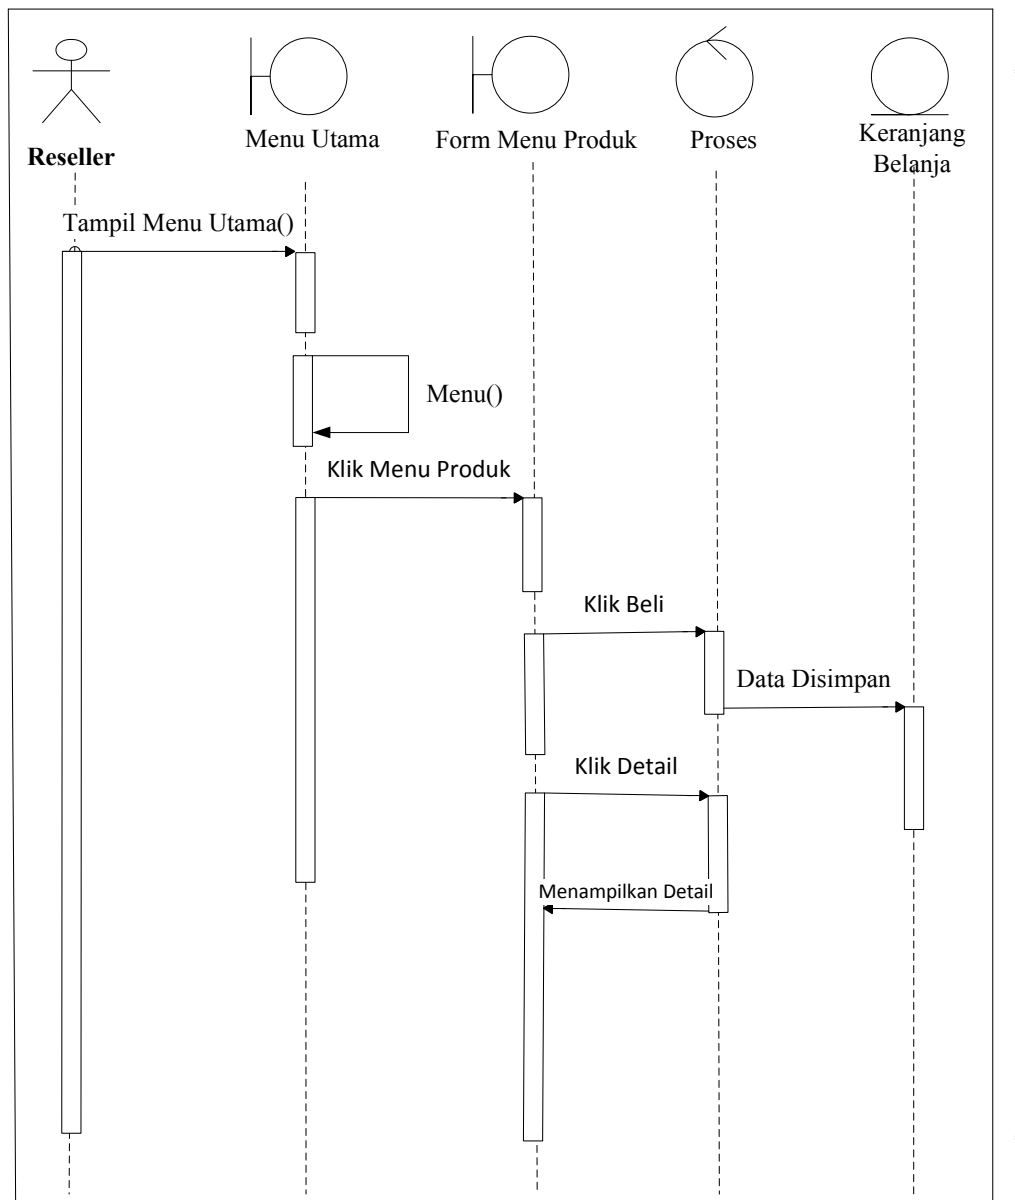 Reseller
Menu Utama
Form Menu Produk
Proses
Keranjang
Belanja
Tampil Menu Utama()
Menu()
Klik Menu Produk
Klik Beli
Data Disimpan
Klik Detail
Menampilkan Detail